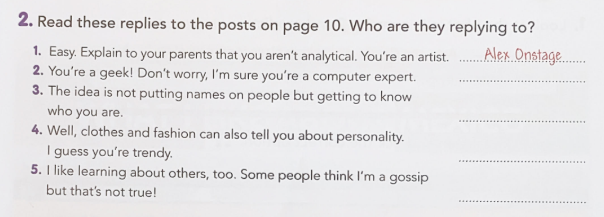 2. Read these replies to the posts on page 10. Who are they replying to?
1. Easy. Explain to your parents that you aren't analytical. You're an artist. ......Alex Onstage......
2. You're a geek! Don't worry, I'm sure you're a computer expert.
3. The idea is not putting names on people but getting to know
who you are.
4. Well, clothes and fashion can also tell you about personality.
I guess you're trendy.
5. I like learning about others, too. Some people think I'm a gossip
but that's not true!